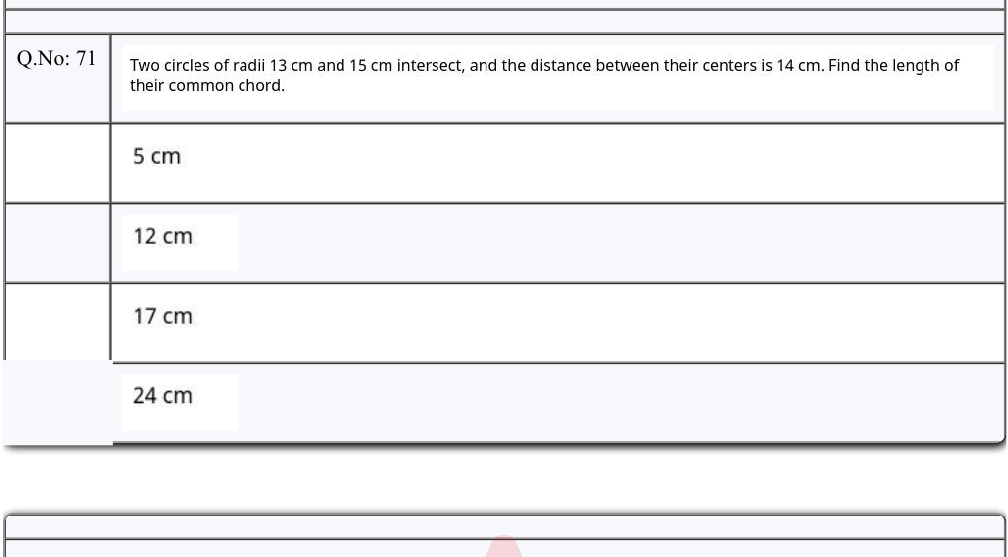 Q.No: 71
Two circles of radii 13 cm and 15 cm intersect, and the distance between their centers is 14 cm. Find the length of
their common chord.
5 cm
12 cm
17 cm
24 cm